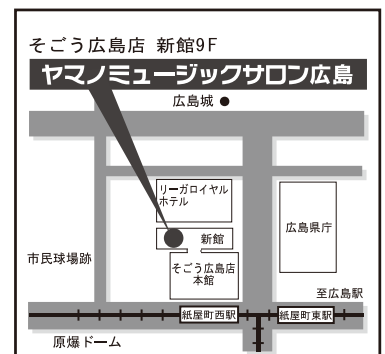 そごう広島店 新館9F
ヤマノミュージックサロン広島
広島城
リーガロイヤル
ホテル
広島県庁
新館
市民球場跡
そごう広島店
本館
至広島駅
紙屋町西駅
紙屋町東駅
原爆ドーム